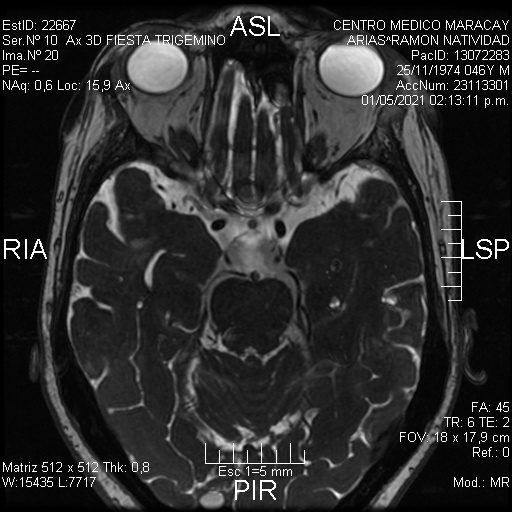 EstID: 22667
Ser.Nº 10 Ax 3D FIESTA TRIGEMINO
Ima.Nº 20
PE= --
NAq: 0,6 Loc: 15,9 Ax
ASL
CENTRO MEDICO MARACAY
ARIAS^RAMON NATIVIDAD
PacID: 13072283
25/11/1974 046Y M
AccNum: 23113301
01/05/2021 02:13:11 p.m.
RIA
LSP
Matriz 512 x 512 Thk: 0,8
W:15435 L:7717
Esc 1=5 mm
PIR
FA: 45
TR: 6 TE: 2
FOV: 18 x 17,9 cm
Ref.: 0
Mod.: MR